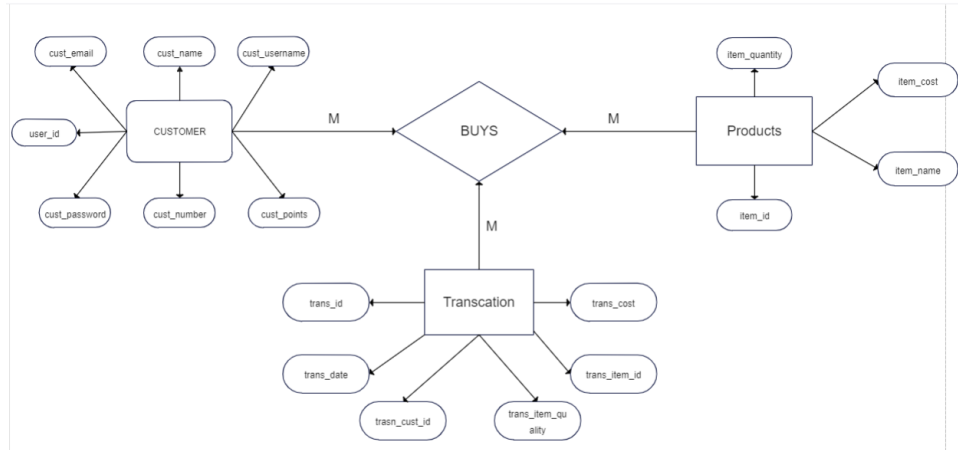 cust_email
cust_name
cust_username
item_quantity
item_cost
user_id
CUSTOMER
M
BUYS
M
Products
item_name
cust_password
cust_number
cust_points
item_id
M
trans_id
Transcation
trans_cost
trans_date
trans_item_id
trasn_cust_id
trans_item_qu
ality